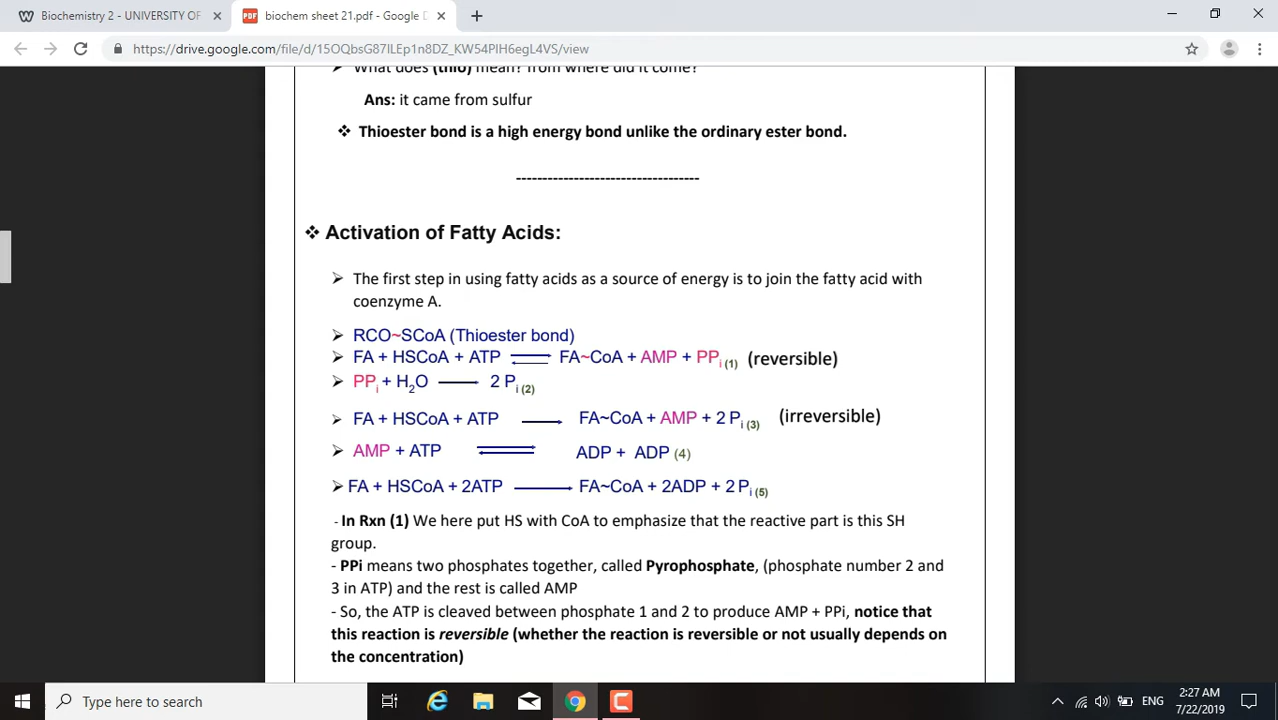 Biochemistry 2 - UNIVERSITY OF
biochem sheet 21.pdf - Google D
https://drive.google.com/file/d/15OQbsG87ILEp1n8DZ_KW54PIH6egL4VS/view
➢ What does (thio) mean? from where did it come?
Ans: it came from sulfur
❖ Thioester bond is a high energy bond unlike the ordinary ester bond.
-----------------------------------
❖ Activation of Fatty Acids:
➢ The first step in using fatty acids as a source of energy is to join the fatty acid with
coenzyme A.
➢ RCO~SCoA (Thioester bond)
➢ FA + HSCoA + ATP ⇌ FA~CoA + AMP + PPi (1) (reversible)
➢ PPi + H2O → 2 Pi (2)
➢ FA + HSCoA + ATP → FA~CoA + AMP + 2 Pi (3) (irreversible)
➢ AMP + ATP ⇌ ADP + ADP (4)
➢ FA + HSCoA + 2ATP → FA~CoA + 2ADP + 2 Pi (5)
- In Rxn (1) We here put HS with CoA to emphasize that the reactive part is this SH
group.
- PPi means two phosphates together, called Pyrophosphate, (phosphate number 2 and
3 in ATP) and the rest is called AMP
- So, the ATP is cleaved between phosphate 1 and 2 to produce AMP + PPi, notice that
this reaction is reversible (whether the reaction is reversible or not usually depends on
the concentration)
Type here to search
ENG
2:27 AM
7/22/2019